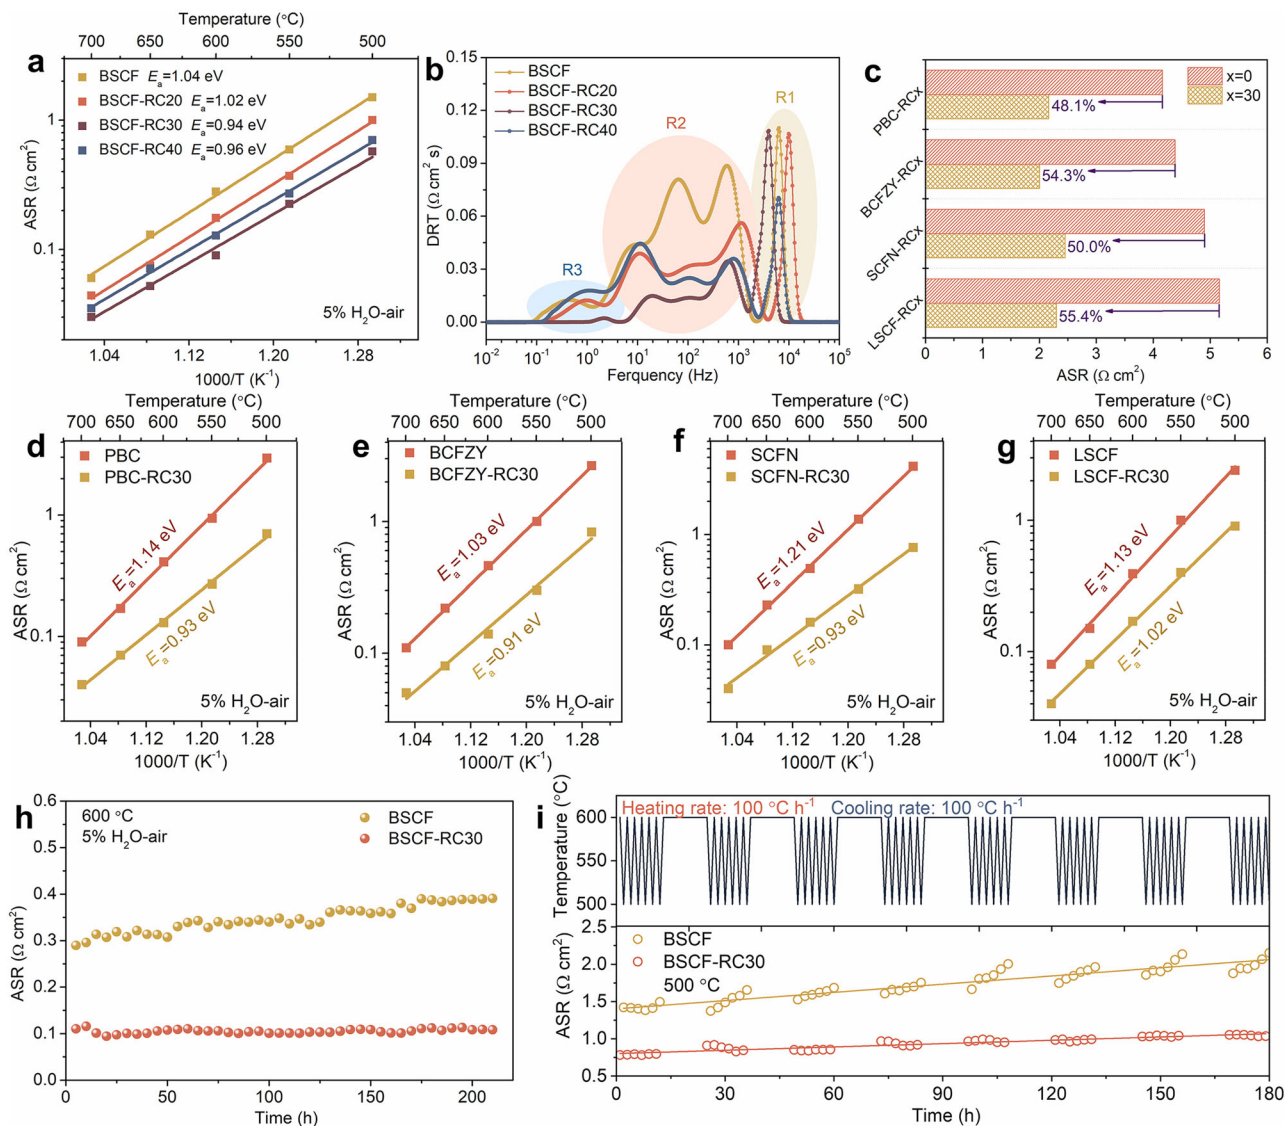 a
Temperature (°C)
700 650 600 550 500
BSCF Ea=1.04 eV
BSCF-RC20 Ea=1.02 eV
BSCF-RC30 Ea=0.94 eV
BSCF-RC40 Ea=0.96 eV
ASR (Ω cm²)
1
0.1
5% H₂O-air
1.04 1.12 1.20 1.28
1000/T (K⁻¹)
b
BSCF
BSCF-RC20
BSCF-RC30
BSCF-RC40
R1
R2
R3
DRT (Ω cm² s)
0.15
0.12
0.09
0.06
0.03
0.00
10⁻² 10⁻¹ 10⁰ 10¹ 10² 10³ 10⁴ 10⁵
Ferquency (Hz)
c
x=0
x=30
PBC-RCx
48.1%
BCFZY-RCx
54.3%
SCFN-RCx
50.0%
LSCF-RCx
55.4%
0 1 2 3 4 5 6
ASR (Ω cm²)
d
Temperature (°C)
700 650 600 550 500
PBC
PBC-RC30
Ea=1.14 eV
Ea=0.93 eV
ASR (Ω cm²)
1
0.1
5% H₂O-air
1.04 1.12 1.20 1.28
1000/T (K⁻¹)
e
Temperature (°C)
700 650 600 550 500
BCFZY
BCFZY-RC30
Ea=1.03 eV
Ea=0.91 eV
ASR (Ω cm²)
1
0.1
5% H₂O-air
1.04 1.12 1.20 1.28
1000/T (K⁻¹)
f
Temperature (°C)
700 650 600 550 500
SCFN
SCFN-RC30
Ea=1.21 eV
Ea=0.93 eV
ASR (Ω cm²)
1
0.1
5% H₂O-air
1.04 1.12 1.20 1.28
1000/T (K⁻¹)
g
Temperature (°C)
700 650 600 550 500
LSCF
LSCF-RC30
Ea=1.13 eV
Ea=1.02 eV
ASR (Ω cm²)
1
0.1
5% H₂O-air
1.04 1.12 1.20 1.28
1000/T (K⁻¹)
h
600 °C
5% H₂O-air
BSCF
BSCF-RC30
ASR (Ω cm²)
0.6
0.5
0.4
0.3
0.2
0.1
0.0
0 50 100 150 200
Time (h)
i
Heating rate: 100 °C h⁻¹ Cooling rate: 100 °C h⁻¹
Temperature (°C)
600
550
500
BSCF
BSCF-RC30
500 °C
ASR (Ω cm²)
2.5
2.0
1.5
1.0
0.5
0 30 60 90 120 150 180
Time (h)